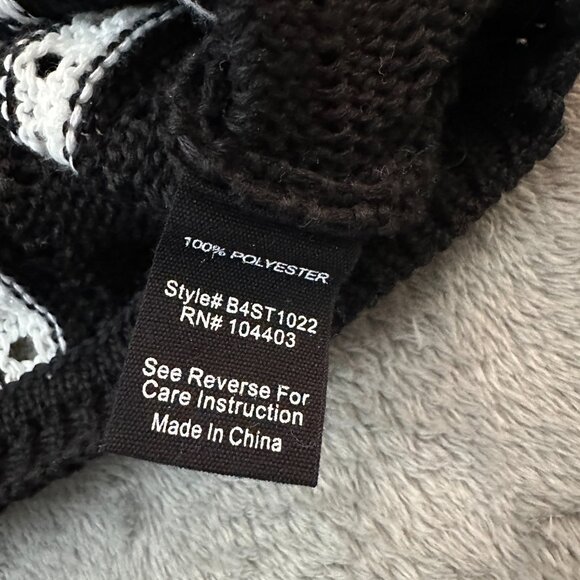 100% POLYESTER
Style# B4ST1022
RN# 104403
See Reverse For
Care Instruction
Made In China